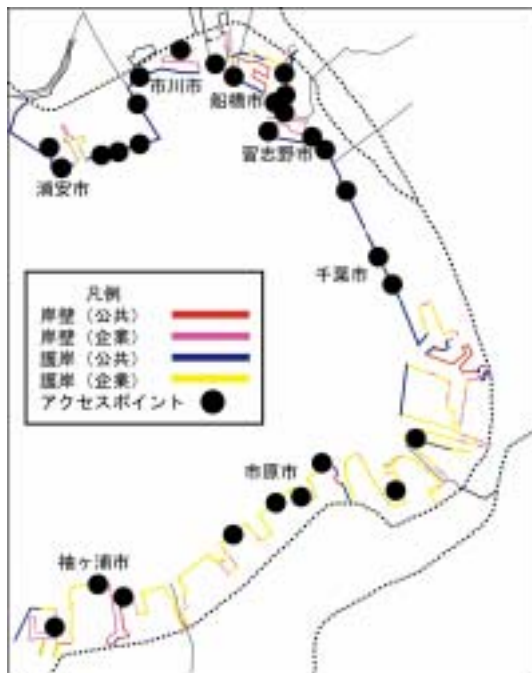 市川市
船橋市
習志野市
浦安市
千葉市
凡例
岸壁（公共）
岸壁（企業）
護岸（公共）
護岸（企業）
アクセスポイント
市原市
袖ヶ浦市